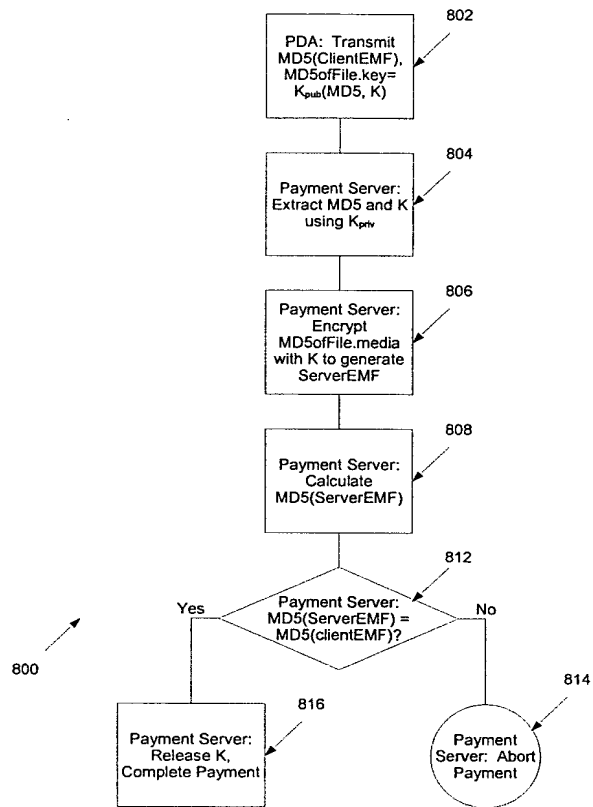 802
PDA: Transmit
MD5(ClientEMF),
MD5ofFile.key=
Kpub(MD5, K)
804
Payment Server:
Extract MD5 and K
using Kpriv
806
Payment Server:
Encrypt
MD5ofFile.media
with K to generate
ServerEMF
808
Payment Server:
Calculate
MD5(ServerEMF)
812
Payment Server:
MD5(ServerEMF) =
MD5(clientEMF)?
Yes
No
800
816
Payment Server:
Release K,
Complete Payment
814
Payment
Server: Abort
Payment